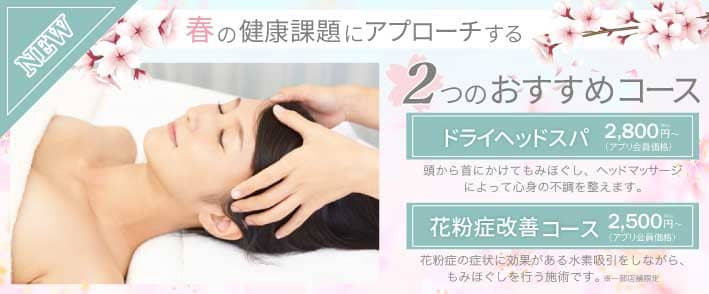 NEW
春の健康課題にアプローチする
2つのおすすめコース
ドライヘッドスパ 2,800円~
(アプリ会員価格)
頭から首にかけてもみほぐし、ヘッドマッサージ
によって心身の不調を整えます。
花粉症改善コース 2,500円~
(アプリ会員価格)
花粉症の症状に効果がある水素吸引をしながら、
もみほぐしを行う施術です。※一部店舗限定